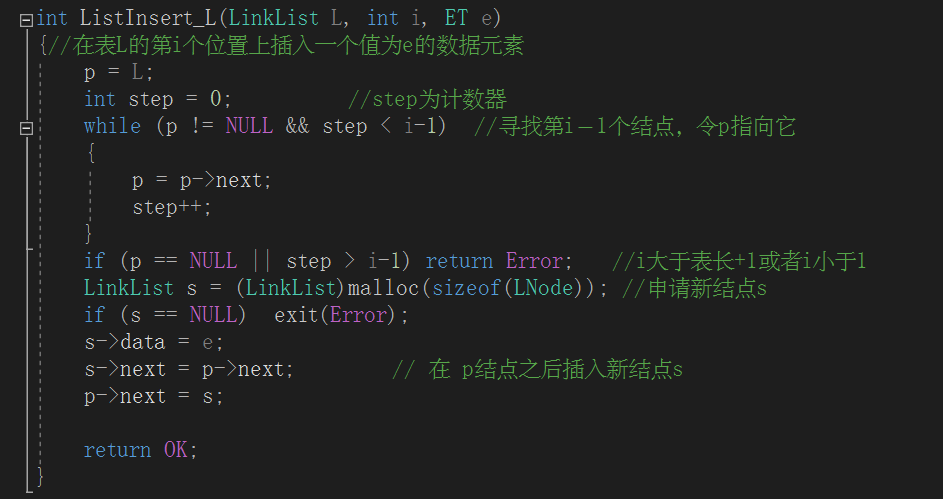 int ListInsert_L(LinkList L, int i, ET e)
{//在表L的第i个位置上插入一个值为e的数据元素
p = L;
int step = 0; //step为计数器
while (p != NULL && step < i-1) //寻找第i－1个结点，令p指向它
{
p = p->next;
step++;
}
if (p == NULL || step > i-1) return Error; //i大于表长+1或者i小于1
LinkList s = (LinkList)malloc(sizeof(LNode)); //申请新结点s
if (s == NULL) exit(Error);
s->data = e;
s->next = p->next; // 在 p结点之后插入新结点s
p->next = s;
return OK;
}